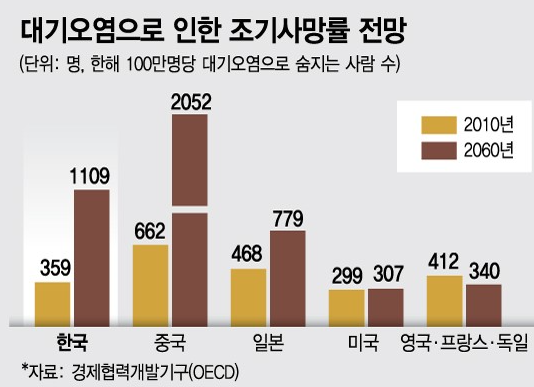 대기오염으로 인한 조기사망률 전망
(단위: 명, 한해 100만명당 대기오염으로 숨지는 사람 수)
2010년
2060년
359
1109
662
2052
468
779
299
307
412
340
한국
중국
일본
미국
영국·프랑스·독일
*자료: 경제협력개발기구(OECD)